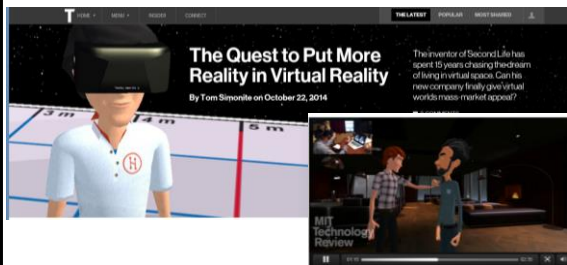 T HOME MENU INSIDER CONNECT THE LATEST POPULAR MOST SHARED
The Quest to Put More
Reality in Virtual Reality
By Tom Simonite on October 22, 2014
The inventor of Second Life has
spent 15 years chasing the dream
of living in virtual space. Can his
new company finally give virtual
worlds mass-market appeal?
3 m 4 m 5 m
H
MIT
Technology
Review